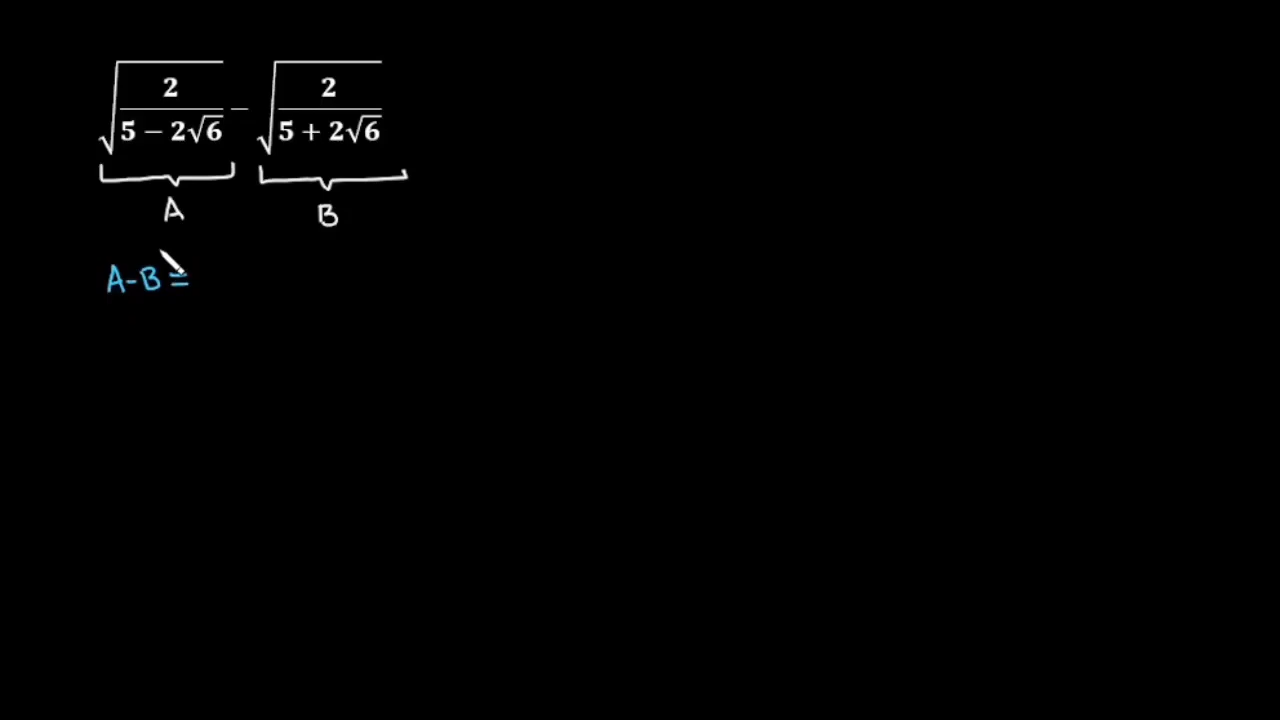 √(2/(5 − 2√6)) − √(2/(5 + 2√6))
A B
A-B =